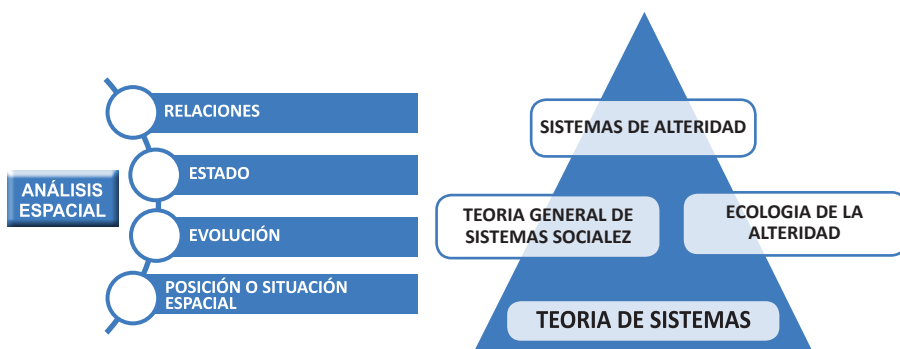 ANÁLISIS
ESPACIAL
RELACIONES
ESTADO
EVOLUCIÓN
POSICIÓN O SITUACIÓN
ESPACIAL
SISTEMAS DE ALTERIDAD
TEORIA GENERAL DE
SISTEMAS SOCIALEZ
ECOLOGIA DE LA
ALTERIDAD
TEORIA DE SISTEMAS